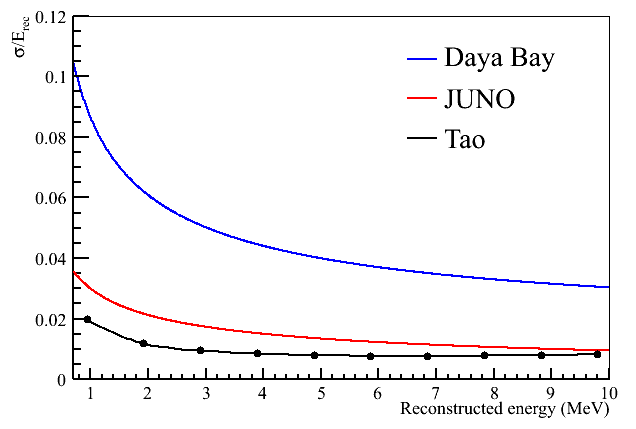 σ/E_rec
0.12
0.1
0.08
0.06
0.04
0.02
0
Daya Bay
JUNO
Tao
1 2 3 4 5 6 7 8 9 10
Reconstructed energy (MeV)